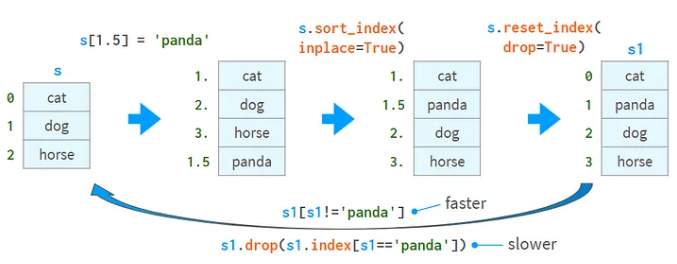 s[1.5] = 'panda'
s.sort_index(
inplace=True)
s.reset_index(
drop=True)
s
0 cat
1 dog
2 horse
1. cat
2. dog
3. horse
1.5 panda
1. cat
1.5 panda
2. dog
3. horse
s1
0 cat
1 panda
2 dog
3 horse
s1[s1!='panda'] faster
s1.drop(s1.index[s1=='panda']) slower